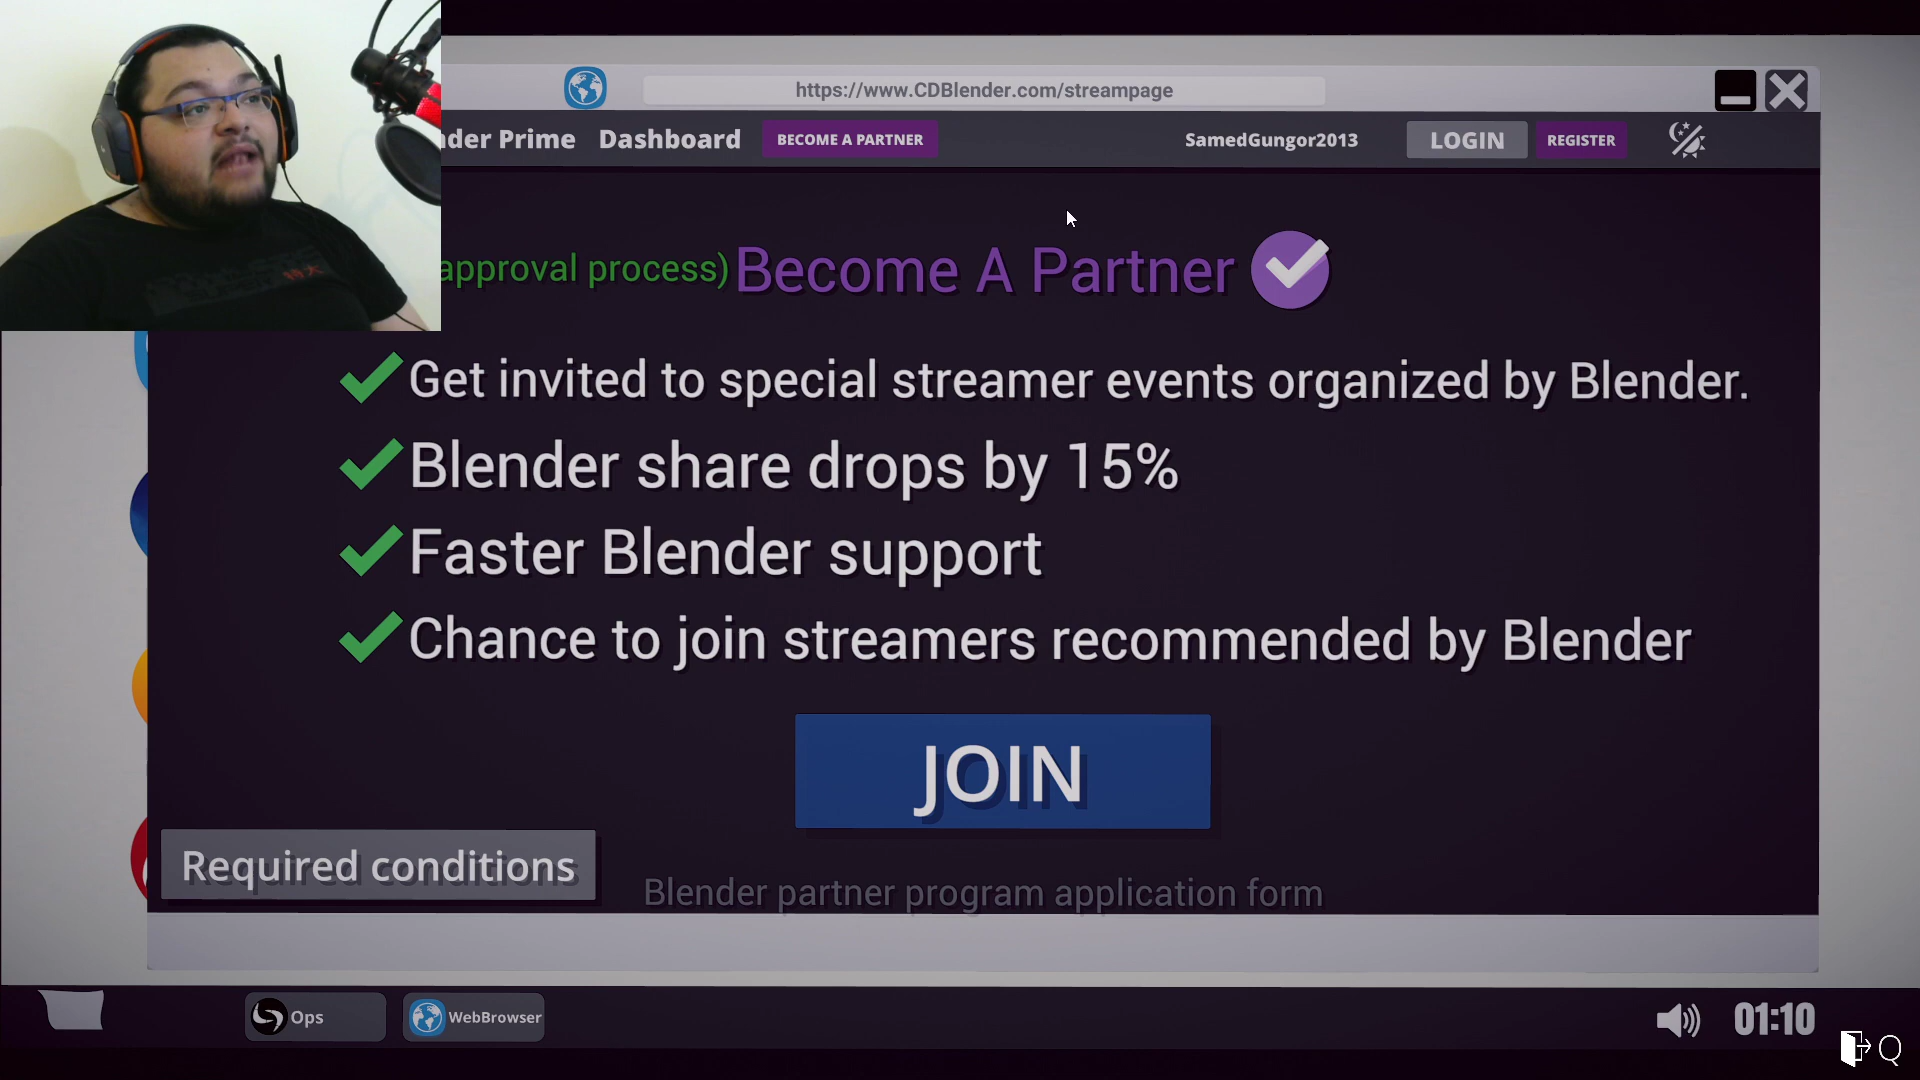 https://www.CDBlender.com/streampage
nder Prime Dashboard BECOME A PARTNER SamedGungor2013 LOGIN REGISTER
approval process) Become A Partner
Get invited to special streamer events organized by Blender.
Blender share drops by 15%
Faster Blender support
Chance to join streamers recommended by Blender
JOIN
Required conditions
Blender partner program application form
Ops WebBrowser 01:10
Q